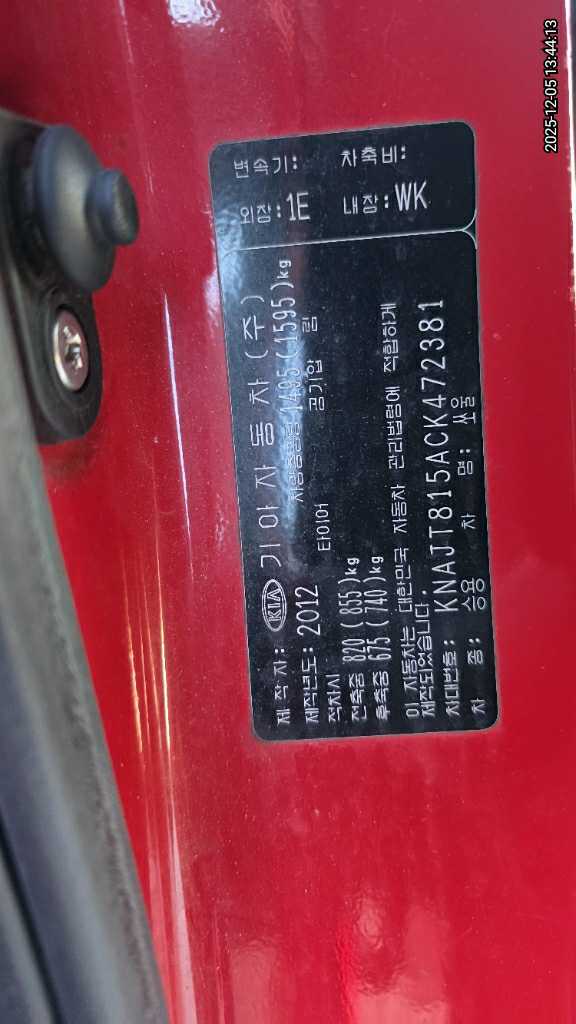 제 작 자: KIA 기 아 자 동 차 (주)
제작년도: 2012 차량총중량 1495(1595)kg
적차시 타이어 공기압 림
전축중 820 (855)kg
후축중 675 (740)kg
이 자동차는 대한민국 자동차 관리법령에 적합하게
제작되었습니다.
차대번호: KNAJT815ACK472381
차 종: 승용 차 명: 쏘울
변속기: 차축비:
외장:1E 내장:WK
2025-12-05 13:44:13